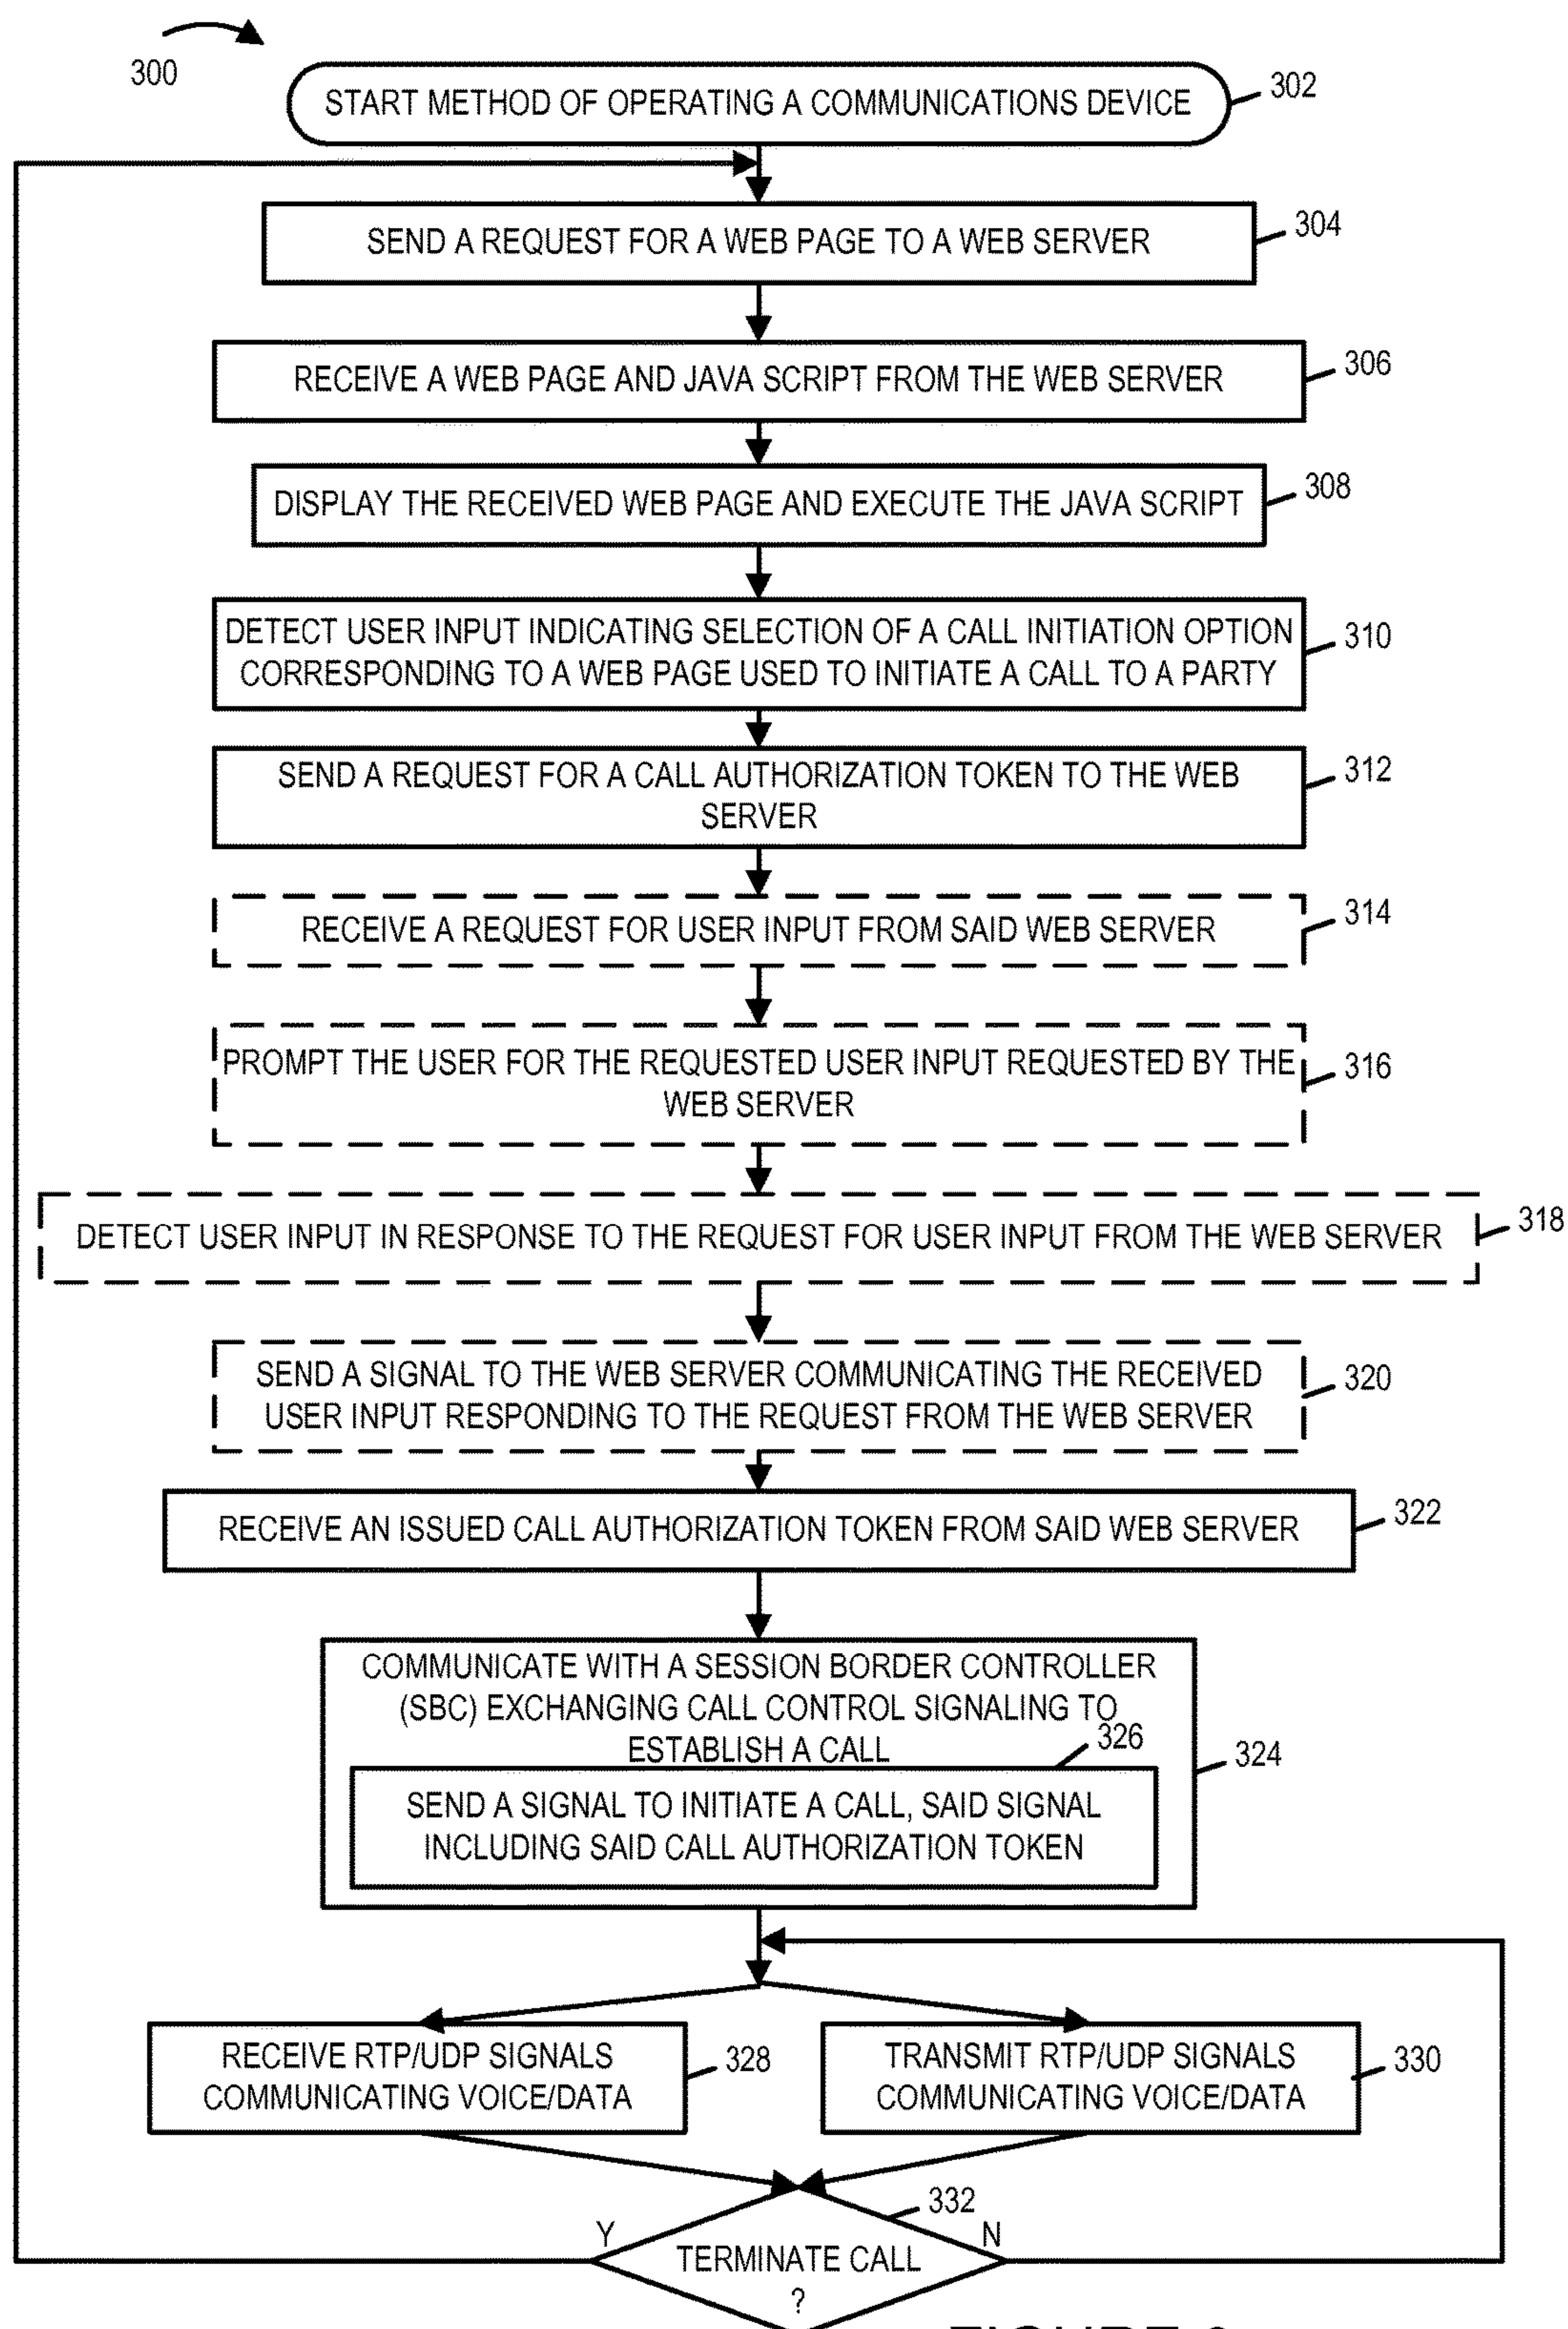 300
START METHOD OF OPERATING A COMMUNICATIONS DEVICE
302
SEND A REQUEST FOR A WEB PAGE TO A WEB SERVER
304
RECEIVE A WEB PAGE AND JAVA SCRIPT FROM THE WEB SERVER
306
DISPLAY THE RECEIVED WEB PAGE AND EXECUTE THE JAVA SCRIPT
308
DETECT USER INPUT INDICATING SELECTION OF A CALL INITIATION OPTION
CORRESPONDING TO A WEB PAGE USED TO INITIATE A CALL TO A PARTY
310
SEND A REQUEST FOR A CALL AUTHORIZATION TOKEN TO THE WEB
SERVER
312
RECEIVE A REQUEST FOR USER INPUT FROM SAID WEB SERVER
314
PROMPT THE USER FOR THE REQUESTED USER INPUT REQUESTED BY THE
WEB SERVER
316
DETECT USER INPUT IN RESPONSE TO THE REQUEST FOR USER INPUT FROM THE WEB SERVER
318
SEND A SIGNAL TO THE WEB SERVER COMMUNICATING THE RECEIVED
USER INPUT RESPONDING TO THE REQUEST FROM THE WEB SERVER
320
RECEIVE AN ISSUED CALL AUTHORIZATION TOKEN FROM SAID WEB SERVER
322
COMMUNICATE WITH A SESSION BORDER CONTROLLER
(SBC) EXCHANGING CALL CONTROL SIGNALING TO
ESTABLISH A CALL
324
326
SEND A SIGNAL TO INITIATE A CALL, SAID SIGNAL
INCLUDING SAID CALL AUTHORIZATION TOKEN
RECEIVE RTP/UDP SIGNALS
COMMUNICATING VOICE/DATA
328
TRANSMIT RTP/UDP SIGNALS
COMMUNICATING VOICE/DATA
330
332
Y
N
TERMINATE CALL
?